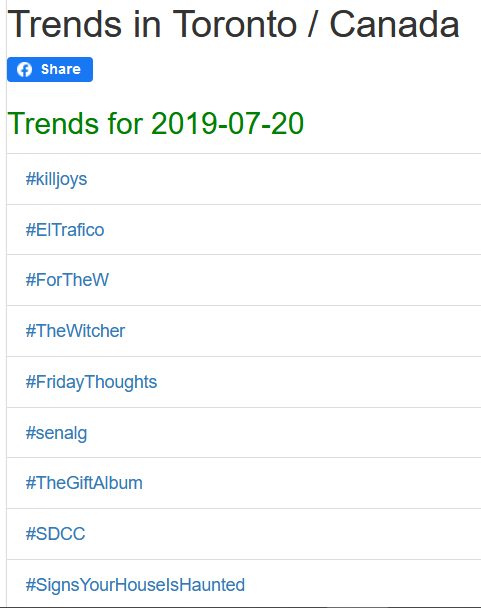 Trends in Toronto / Canada
Share
Trends for 2019-07-20
#killjoys
#ElTrafico
#ForTheW
#TheWitcher
#FridayThoughts
#senalg
#TheGiftAlbum
#SDCC
#SignsYourHouseIsHaunted